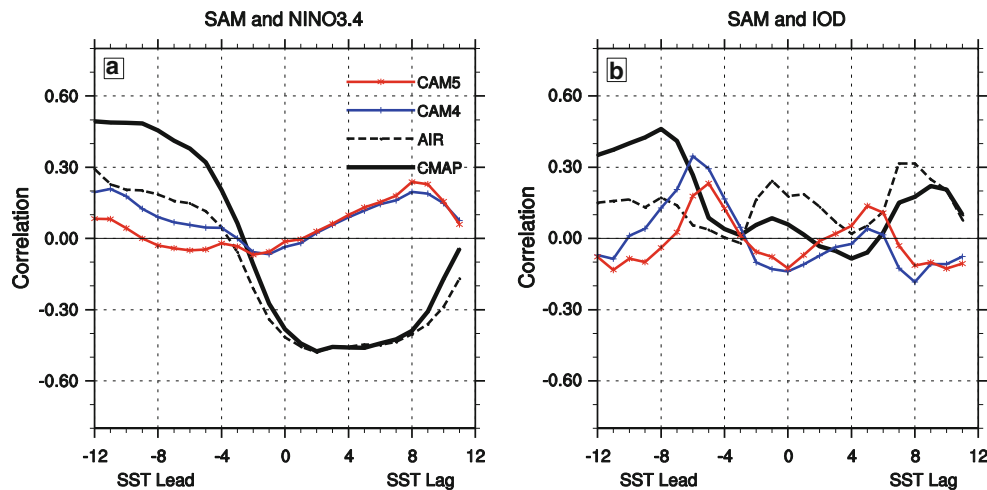 SAM and NINO3.4
a
CAM5
CAM4
AIR
CMAP
Correlation
0.60
0.30
0.00
-0.30
-0.60
-12 -8 -4 0 4 8 12
SST Lead SST Lag
SAM and IOD
b
Correlation
0.60
0.30
0.00
-0.30
-0.60
-12 -8 -4 0 4 8 12
SST Lead SST Lag